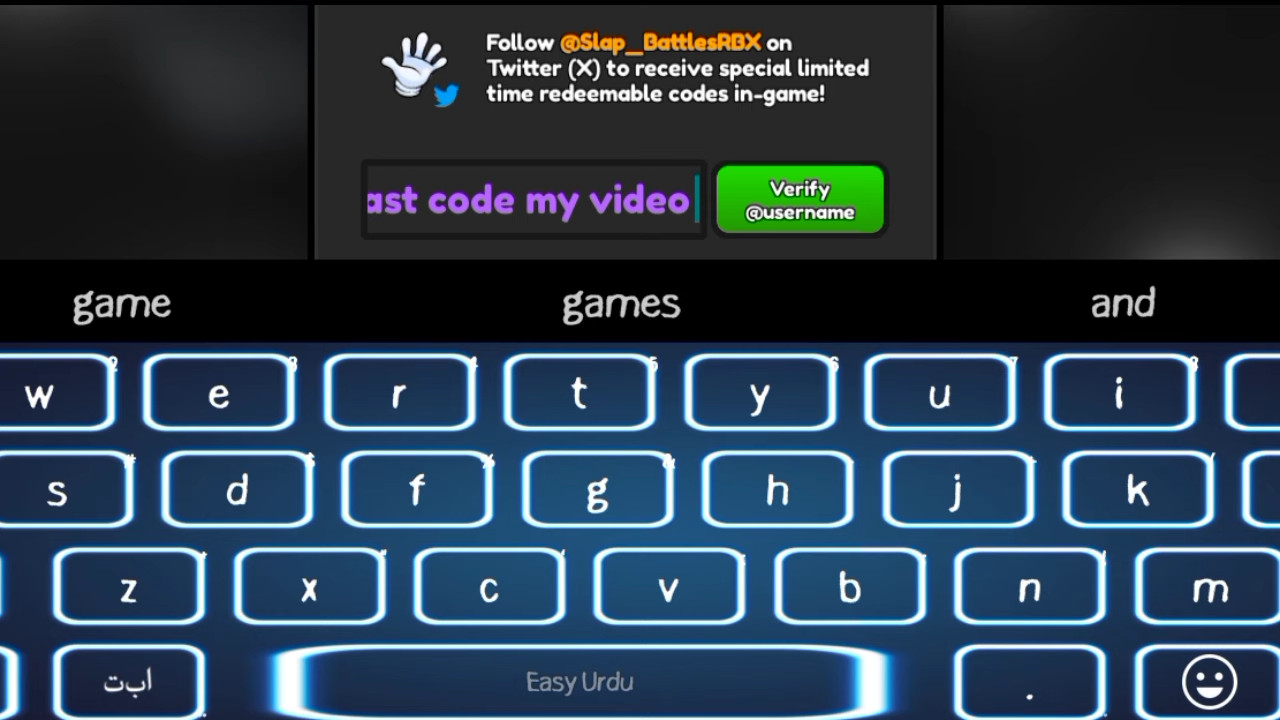 Follow @Slap_BattlesRBX on
Twitter (X) to receive special limited
time redeemable codes in-game!
ast code my video
Verify
@username
game games and
w e r t y u i
s d f g h j k
z x c v b n m
ابت Easy Urdu .